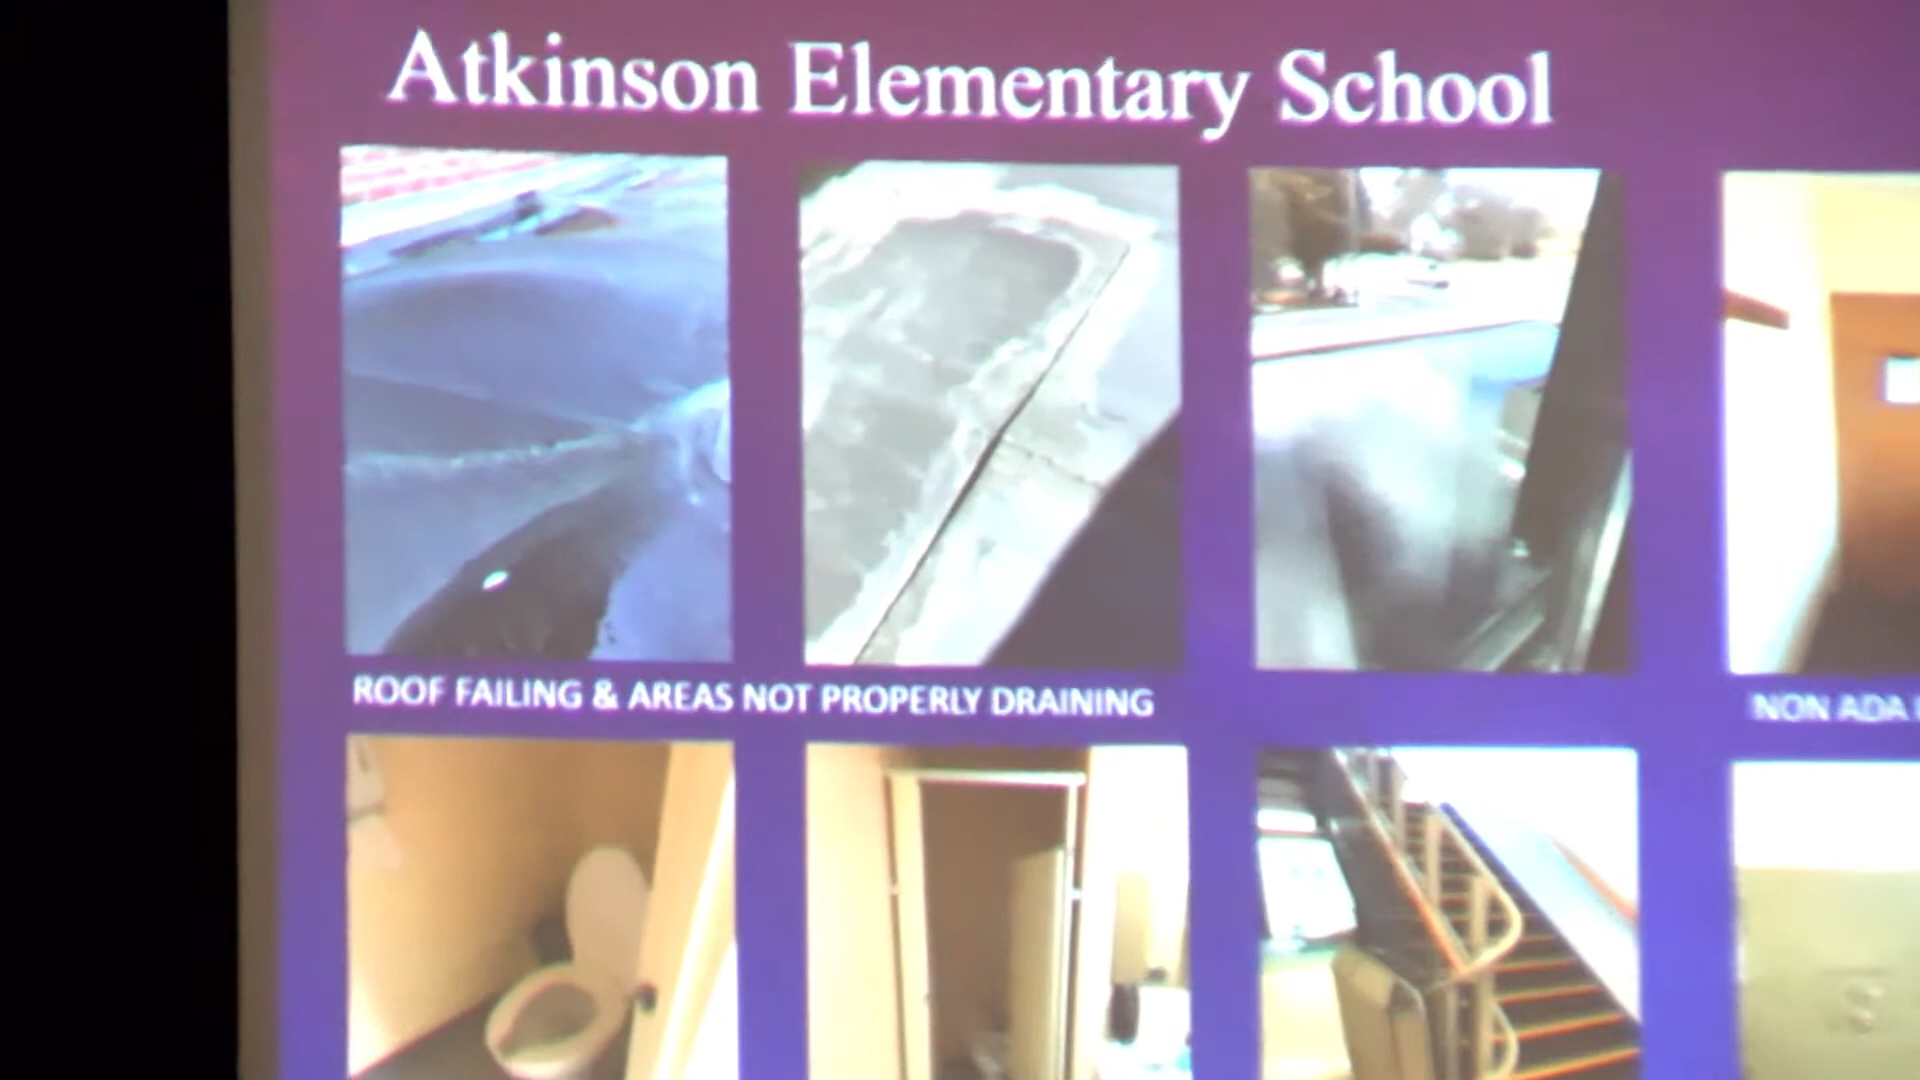 Atkinson Elementary School
ROOF FAILING & AREAS NOT PROPERLY DRAINING
NON ADA